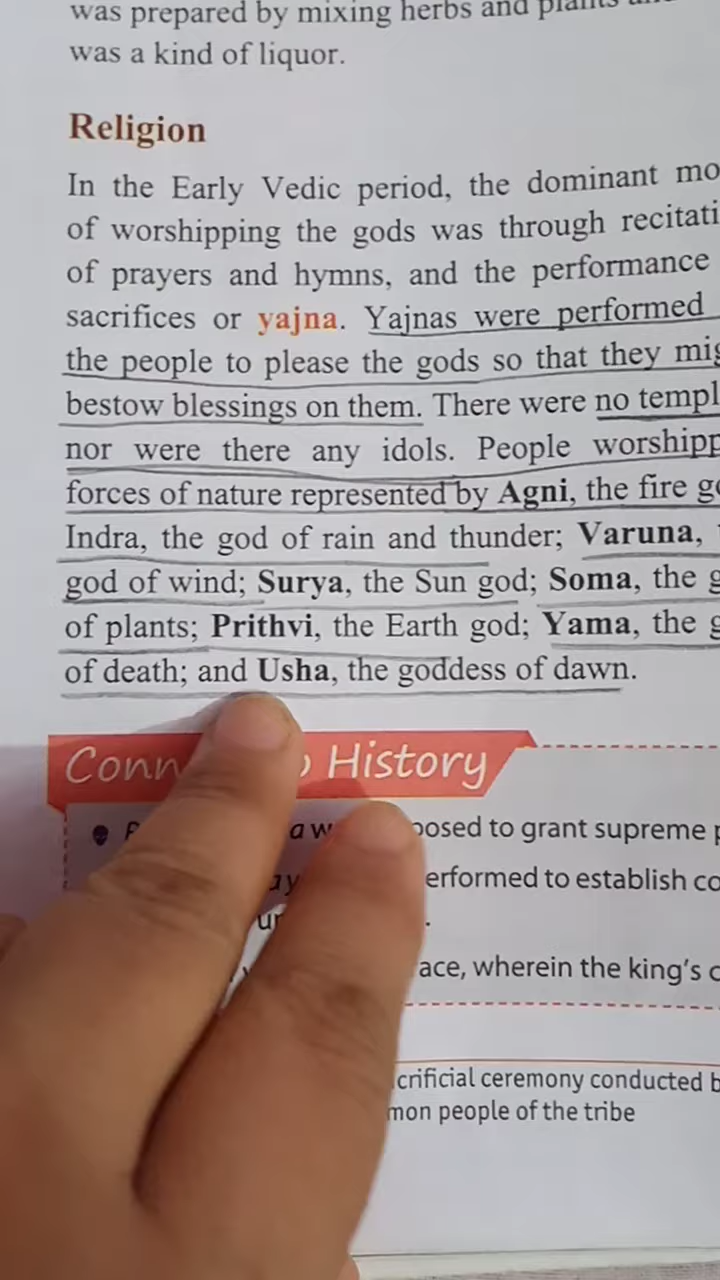 was prepared by mixing herbs and plants
was a kind of liquor.
Religion
In the Early Vedic period, the dominant mo
of worshipping the gods was through recitati
of prayers and hymns, and the performance
sacrifices or yajna. Yajnas were performed
the people to please the gods so that they mig
bestow blessings on them. There were no templ
nor were there any idols. People worshipp
forces of nature represented by Agni, the fire go
Indra, the god of rain and thunder; Varuna,
god of wind; Surya, the Sun god; Soma, the g
of plants; Prithvi, the Earth god; Yama, the g
of death; and Usha, the goddess of dawn.
Conn o History
a w posed to grant supreme p
ay erformed to establish co
ur .
ace, wherein the king's c
crificial ceremony conducted b
mon people of the tribe